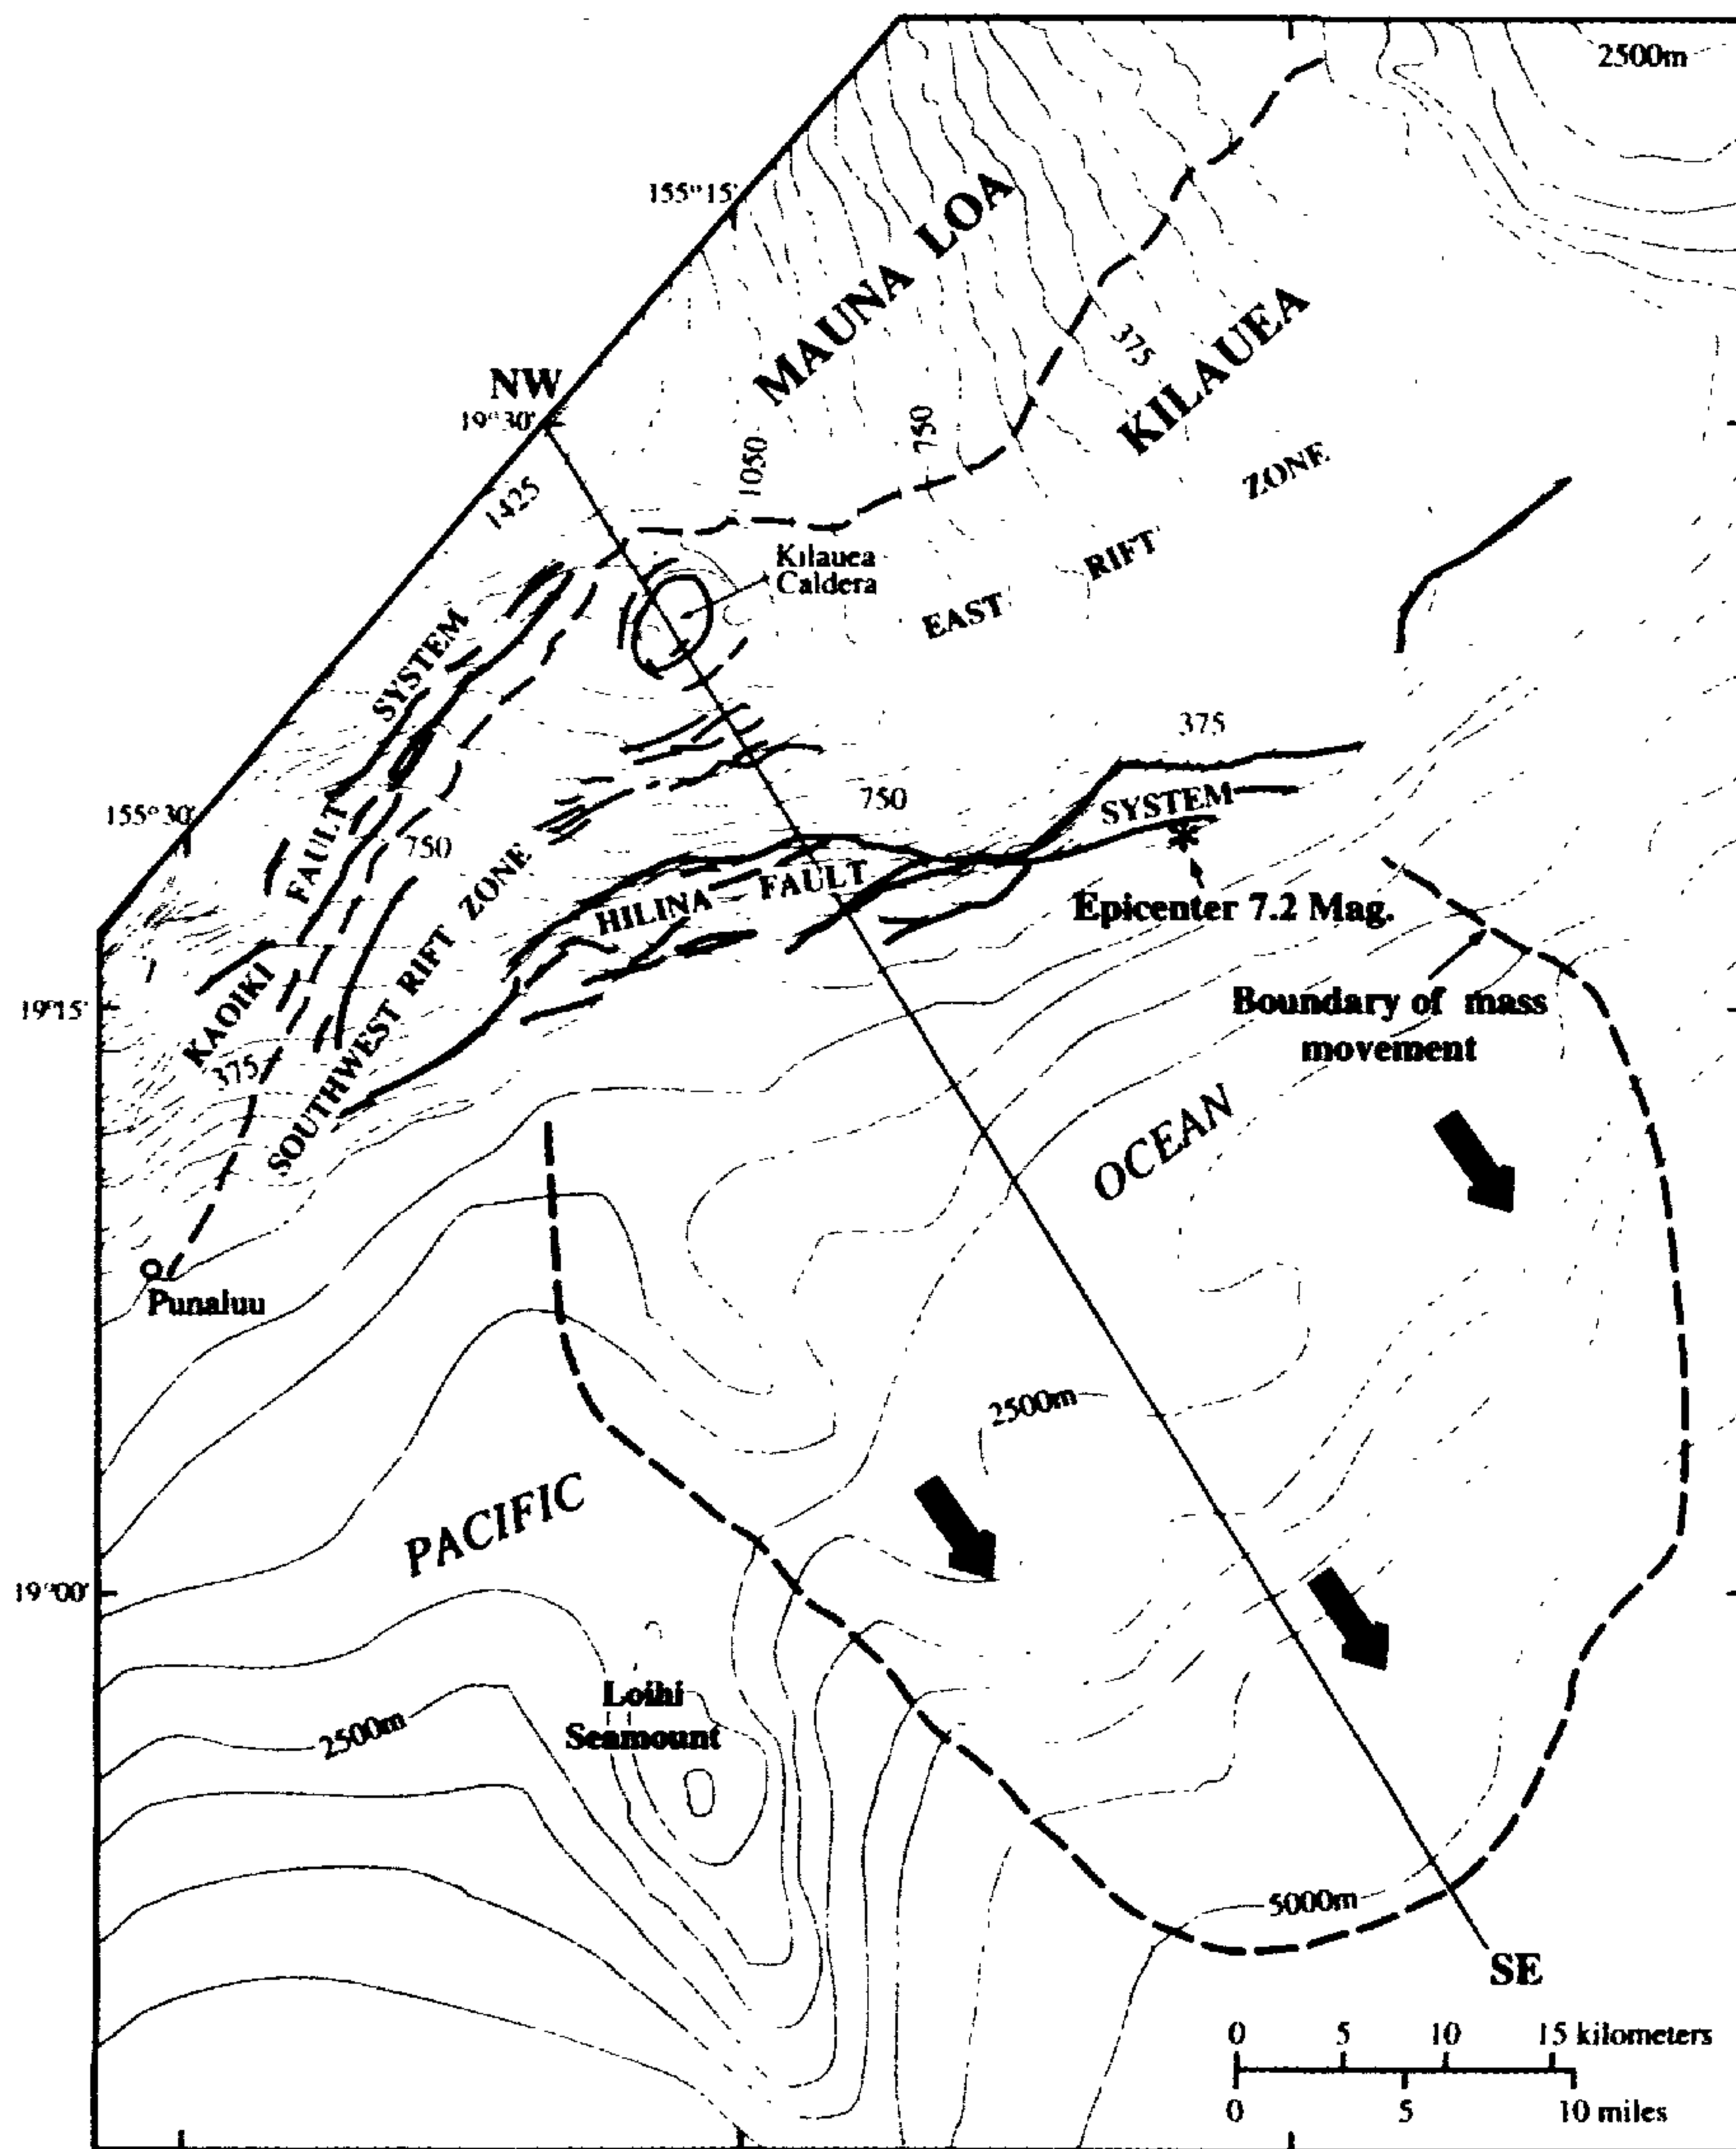 2500m
155°15'
MAUNA LOA
375
KILAUEA
NW
19°30'
1425
1050
750
EAST RIFT ZONE
Kilauea
Caldera
375
155°30'
750
750
KAOIKI FAULT SYSTEM
SOUTHWEST RIFT ZONE
HILINA FAULT SYSTEM
Epicenter 7.2 Mag.
Boundary of mass
movement
19°15'
375
Punaluu
PACIFIC OCEAN
2500m
19°00'
Loihi
Seamount
2500m
5000m
SE
0 5 10 15 kilometers
0 5 10 miles